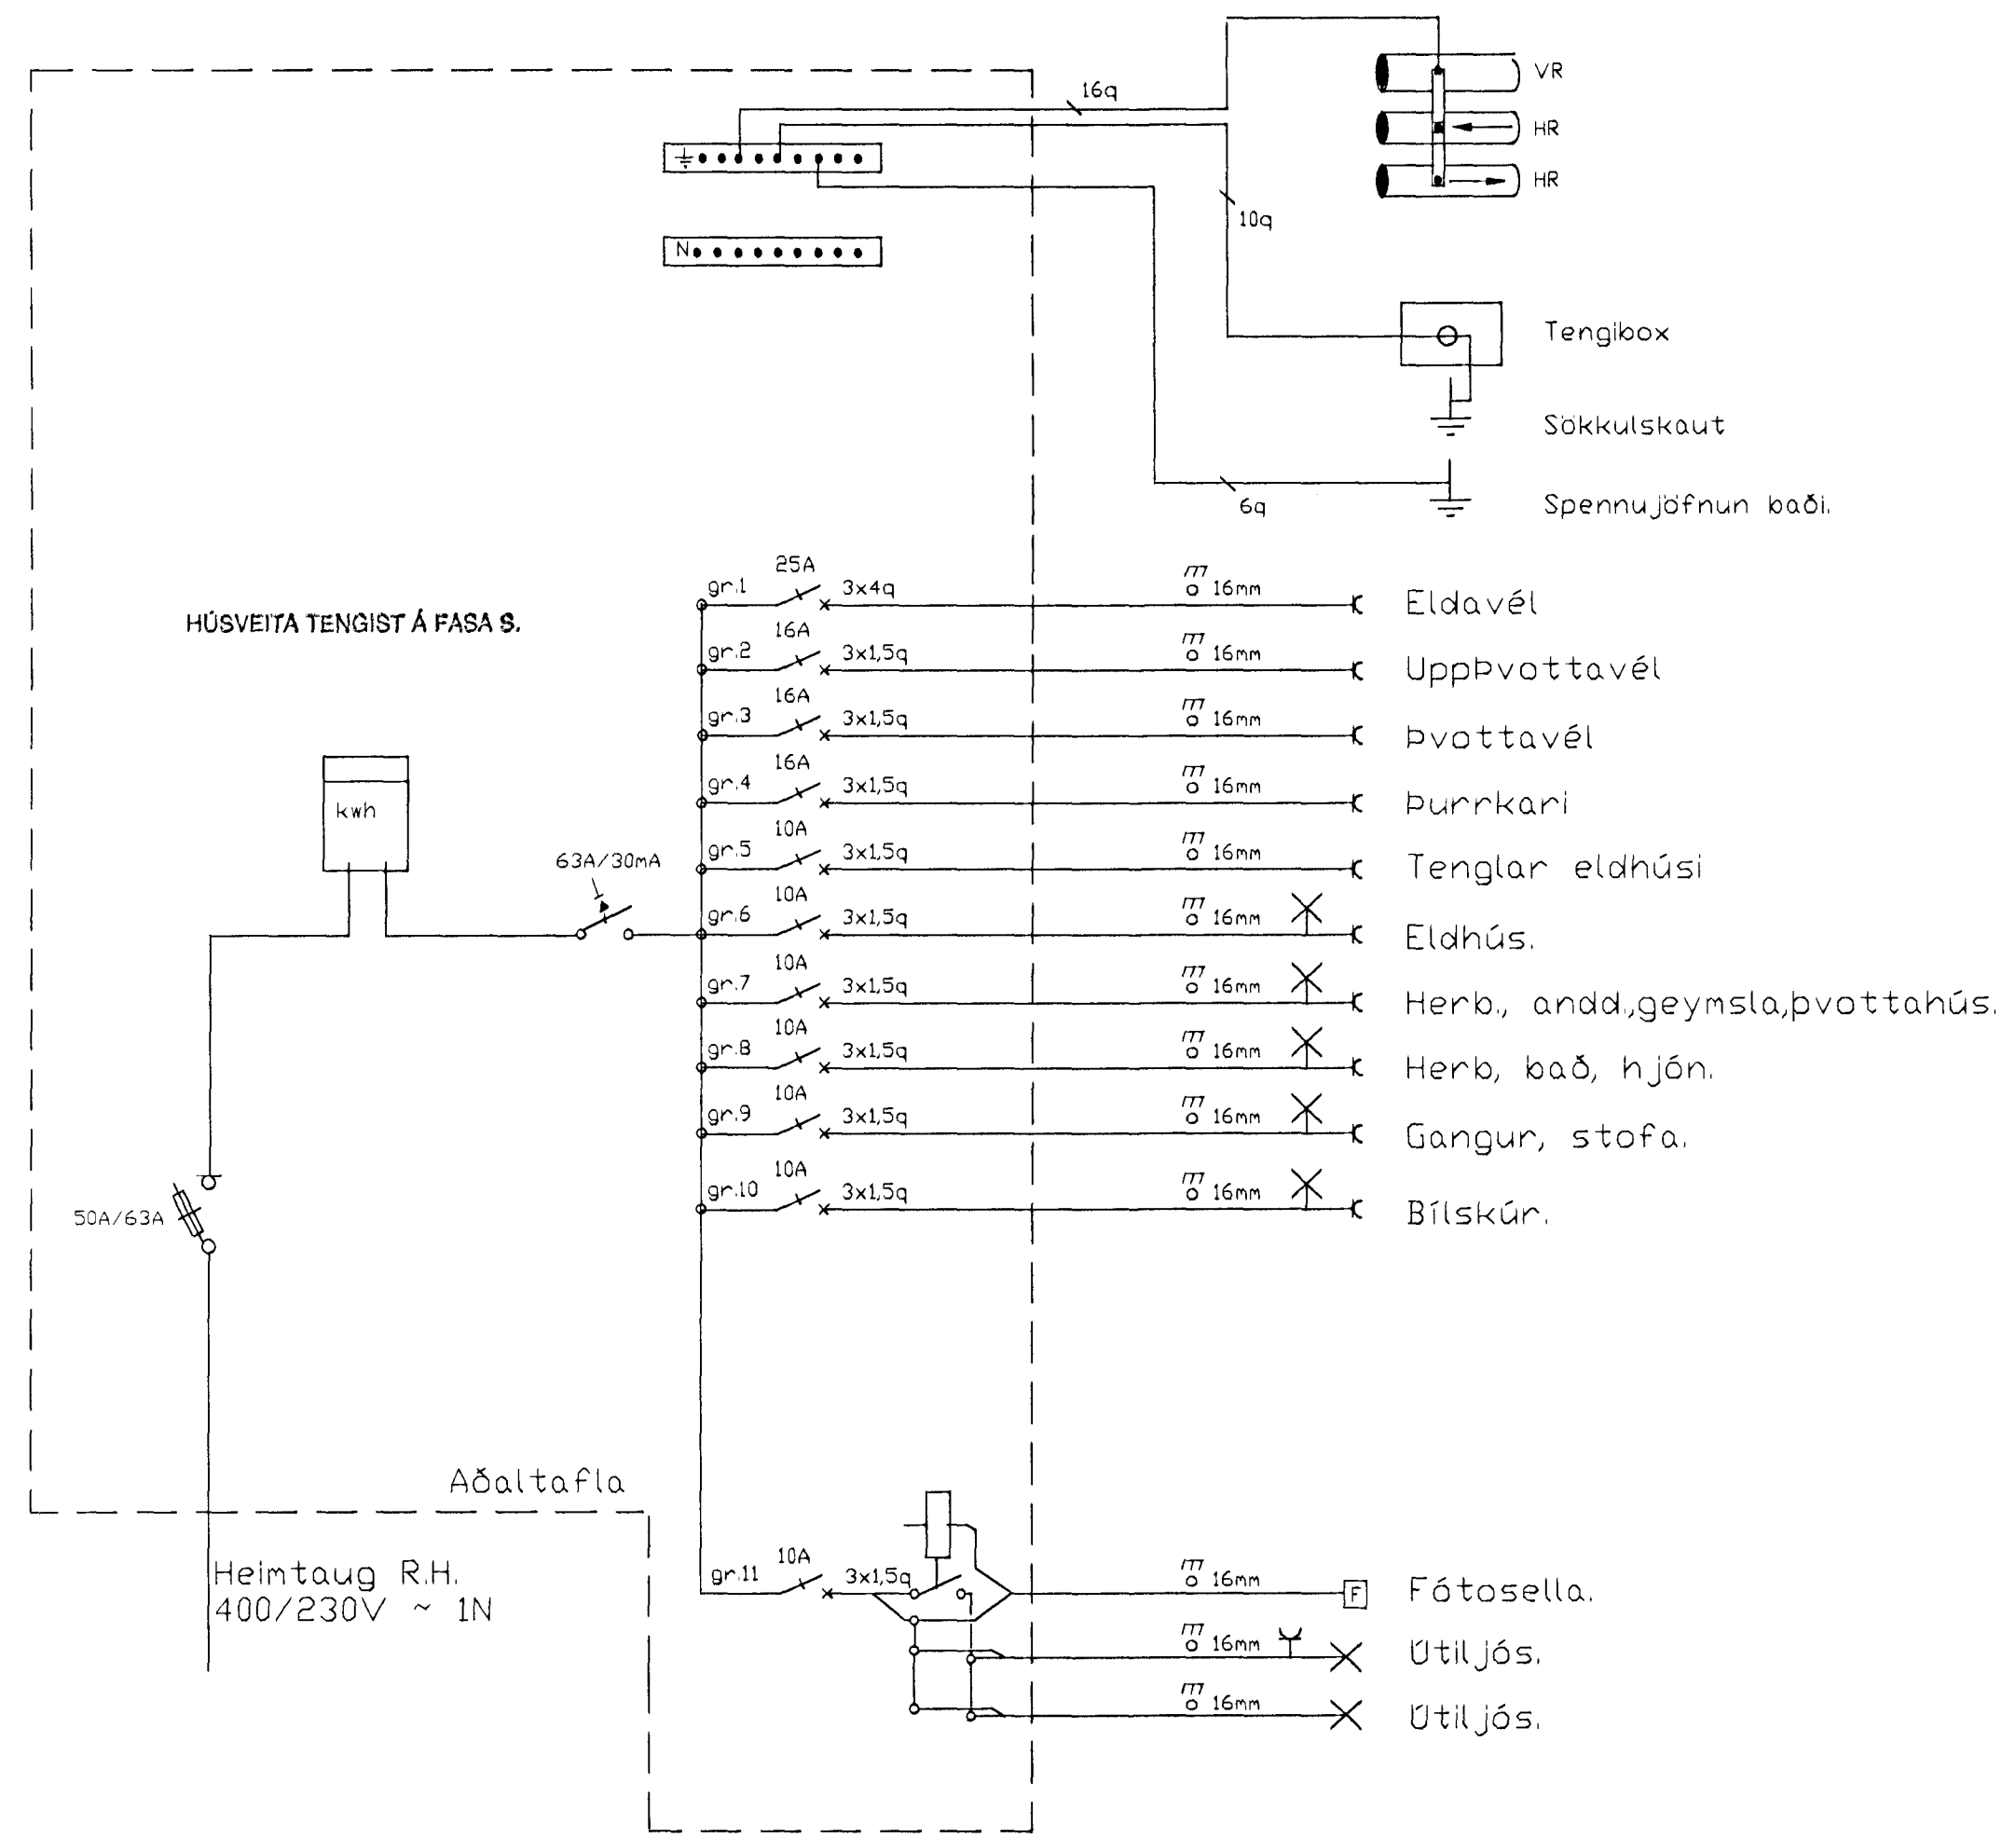 16q
VR
HR
HR
10q
N
Tengibox
Sökkulskaut
6q
Spennujöfnun baði.
HÚSVEITA TENGIST Á FASA S.
gr.1 25A 3x4q 16mm Eldavél
gr.2 16A 3x1,5q 16mm UppÞvottavél
gr.3 16A 3x1,5q 16mm Þvottavél
gr.4 16A 3x1,5q 16mm Þurrkari
kwh
gr.5 10A 3x1,5q 16mm Tenglar eldhúsi
63A/30mA
gr.6 10A 3x1,5q 16mm Eldhús.
gr.7 10A 3x1,5q 16mm Herb., andd.,geymsla,þvottahús.
gr.8 10A 3x1,5q 16mm Herb, bað, hjón.
gr.9 10A 3x1,5q 16mm Gangur, stofa.
gr.10 10A 3x1,5q 16mm Bílskúr.
50A/63A
Aðaltafla
Heimtaug R.H.
400/230V ~ 1N
gr.11 10A 3x1,5q 16mm F Fótosella.
16mm Útiljós.
16mm Útiljós.